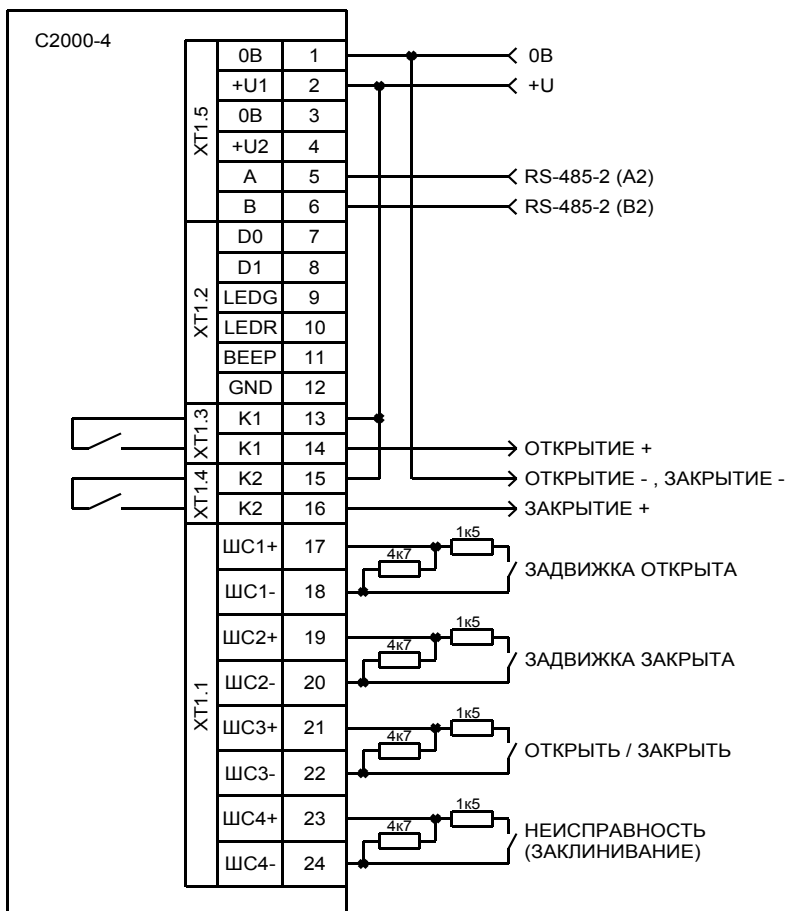 С2000-4
XT1.5
0В 1
+U1 2
0В 3
+U2 4
A 5
B 6
0В
+U
RS-485-2 (A2)
RS-485-2 (B2)
XT1.2
D0 7
D1 8
LEDG 9
LEDR 10
BEEP 11
GND 12
XT1.3
К1 13
К1 14
ОТКРЫТИЕ +
XT1.4
К2 15
К2 16
ОТКРЫТИЕ - , ЗАКРЫТИЕ -
ЗАКРЫТИЕ +
XT1.1
ШС1+ 17
ШС1- 18
4к7
1к5
ЗАДВИЖКА ОТКРЫТА
ШС2+ 19
ШС2- 20
4к7
1к5
ЗАДВИЖКА ЗАКРЫТА
ШС3+ 21
ШС3- 22
4к7
1к5
ОТКРЫТЬ / ЗАКРЫТЬ
ШС4+ 23
ШС4- 24
4к7
1к5
НЕИСПРАВНОСТЬ
(ЗАКЛИНИВАНИЕ)